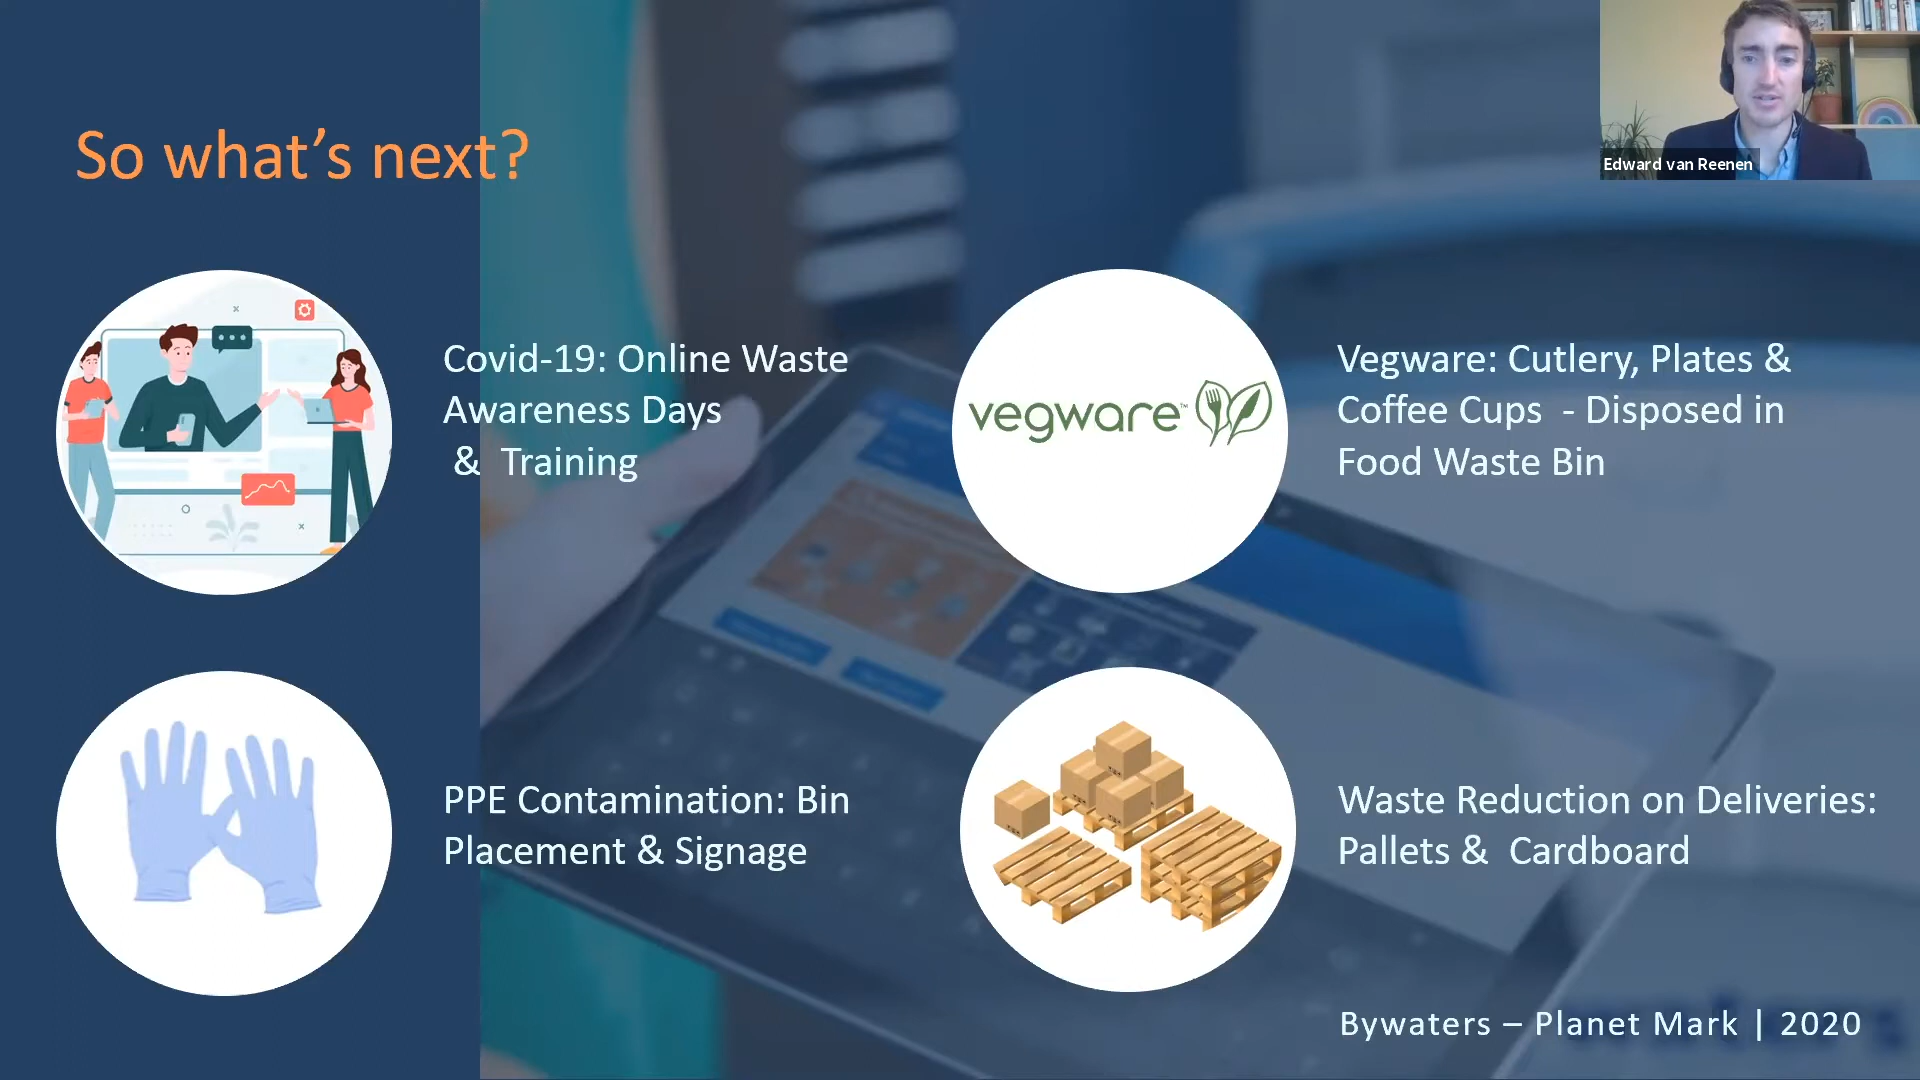 So what's next?
Edward van Reenen
Covid-19: Online Waste
Awareness Days
& Training
vegware™
Vegware: Cutlery, Plates &
Coffee Cups - Disposed in
Food Waste Bin
PPE Contamination: Bin
Placement & Signage
Waste Reduction on Deliveries:
Pallets & Cardboard
Bywaters – Planet Mark | 2020